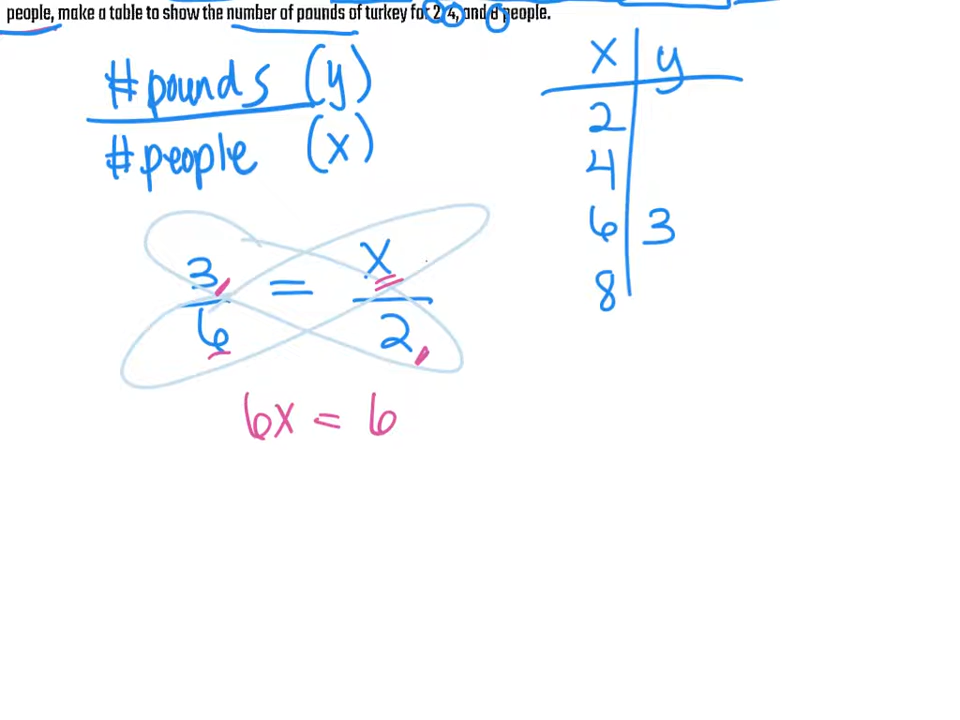 people, make a table to show the number of pounds of turkey for 2, 4, and 8 people.
# pounds (y)
# people (x)
x y
2
4
6 3
8
3 = x
6 2
6x = 6